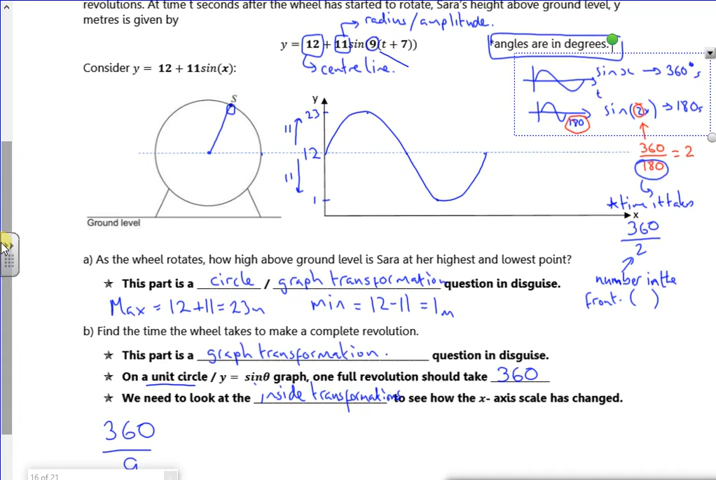 revolutions. At time t seconds after the wheel has started to rotate, Sara's height above ground level, y
metres is given by
→ radius/amplitude.
y = 12 + 11sin(9(t + 7))
angles are in degrees.
→ centre line.
Consider y = 12 + 11sin(x):
sin x → 360°s
t
180
sin(2x) → 180s
360/180 = 2
* time it takes
360/2
number in the
front. ( )
S
y
23
11
12
11
1
x
Ground level
a) As the wheel rotates, how high above ground level is Sara at her highest and lowest point?
★ This part is a circle / graph transformation question in disguise.
Max = 12+11 = 23m min = 12-11 = 1m
b) Find the time the wheel takes to make a complete revolution.
★ This part is a graph transformation. question in disguise.
★ On a unit circle / y = sinθ graph, one full revolution should take 360
★ We need to look at the inside transformations to see how the x- axis scale has changed.
360/9
16 of 21